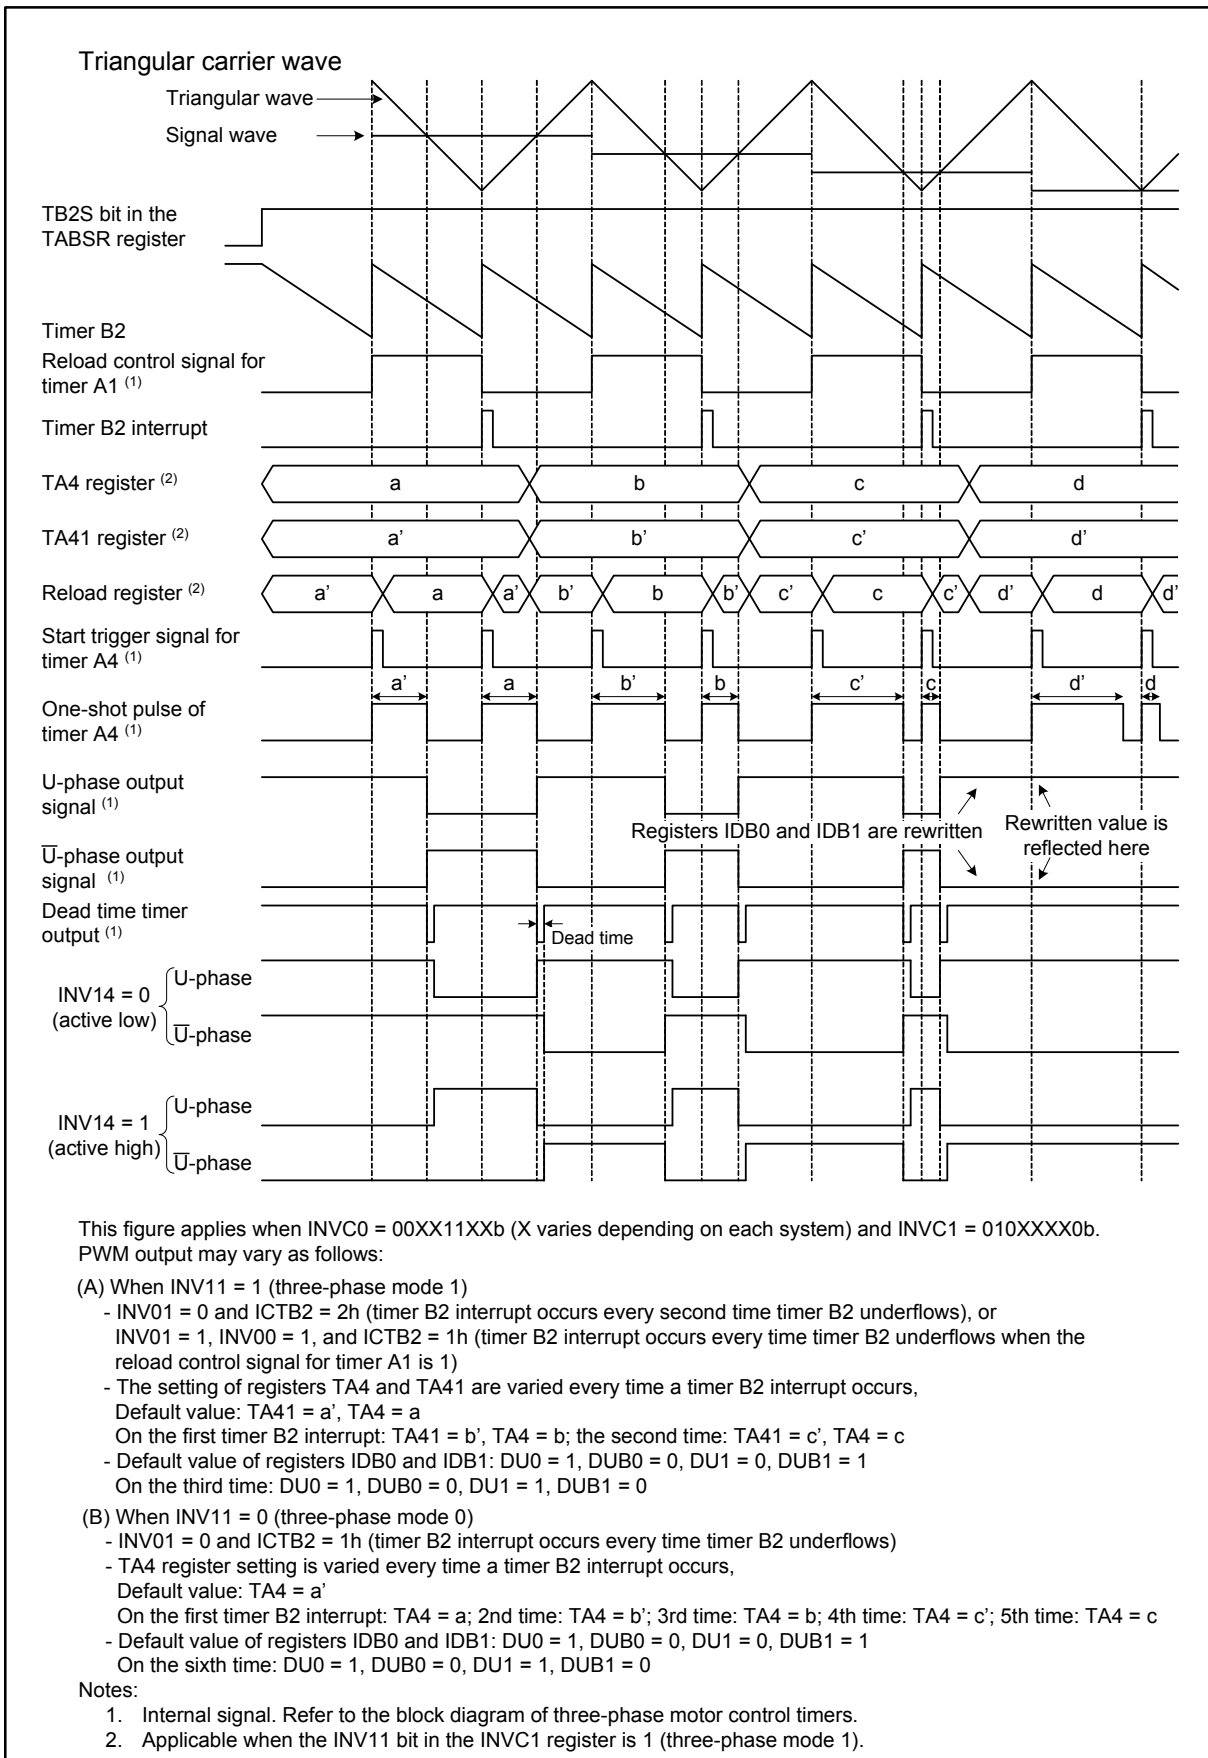 Triangular carrier wave
Triangular wave
Signal wave
TB2S bit in the
TABSR register
Timer B2
Reload control signal for
timer A1 (1)
Timer B2 interrupt
TA4 register (2)
a b c d
TA41 register (2)
a’ b’ c’ d’
Reload register (2)
a’ a a’ b’ b b’ c’ c c’ d’ d d’
Start trigger signal for
timer A4 (1)
a’ a b’ b c’ c d’ d
One-shot pulse of
timer A4 (1)
U-phase output
signal (1)
Registers IDB0 and IDB1 are rewritten
Rewritten value is
reflected here
U̅-phase output
signal (1)
Dead time timer
output (1)
Dead time
INV14 = 0
(active low)
U-phase
U̅-phase
INV14 = 1
(active high)
U-phase
U̅-phase
This figure applies when INVC0 = 00XX11XXb (X varies depending on each system) and INVC1 = 010XXXX0b.
PWM output may vary as follows:
(A) When INV11 = 1 (three-phase mode 1)
- INV01 = 0 and ICTB2 = 2h (timer B2 interrupt occurs every second time timer B2 underflows), or
INV01 = 1, INV00 = 1, and ICTB2 = 1h (timer B2 interrupt occurs every time timer B2 underflows when the
reload control signal for timer A1 is 1)
- The setting of registers TA4 and TA41 are varied every time a timer B2 interrupt occurs,
Default value: TA41 = a’, TA4 = a
On the first timer B2 interrupt: TA41 = b’, TA4 = b; the second time: TA41 = c’, TA4 = c
- Default value of registers IDB0 and IDB1: DU0 = 1, DUB0 = 0, DU1 = 0, DUB1 = 1
On the third time: DU0 = 1, DUB0 = 0, DU1 = 1, DUB1 = 0
(B) When INV11 = 0 (three-phase mode 0)
- INV01 = 0 and ICTB2 = 1h (timer B2 interrupt occurs every time timer B2 underflows)
- TA4 register setting is varied every time a timer B2 interrupt occurs,
Default value: TA4 = a’
On the first timer B2 interrupt: TA4 = a; 2nd time: TA4 = b’; 3rd time: TA4 = b; 4th time: TA4 = c’; 5th time: TA4 = c
- Default value of registers IDB0 and IDB1: DU0 = 1, DUB0 = 0, DU1 = 0, DUB1 = 1
On the sixth time: DU0 = 1, DUB0 = 0, DU1 = 1, DUB1 = 0
Notes:
1. Internal signal. Refer to the block diagram of three-phase motor control timers.
2. Applicable when the INV11 bit in the INVC1 register is 1 (three-phase mode 1).